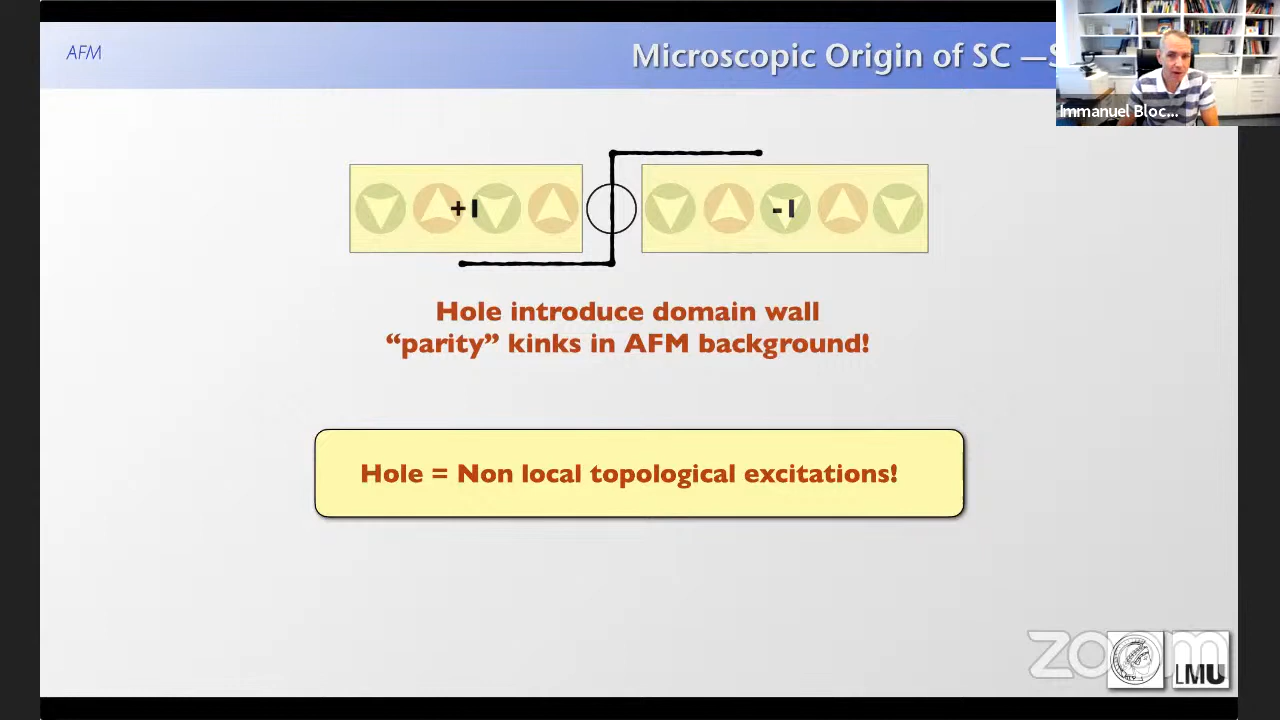 AFM
Microscopic Origin of SC —S
Immanuel Bloc...
+1
-1
Hole introduce domain wall
“parity” kinks in AFM background!
Hole = Non local topological excitations!
zoom
LMU